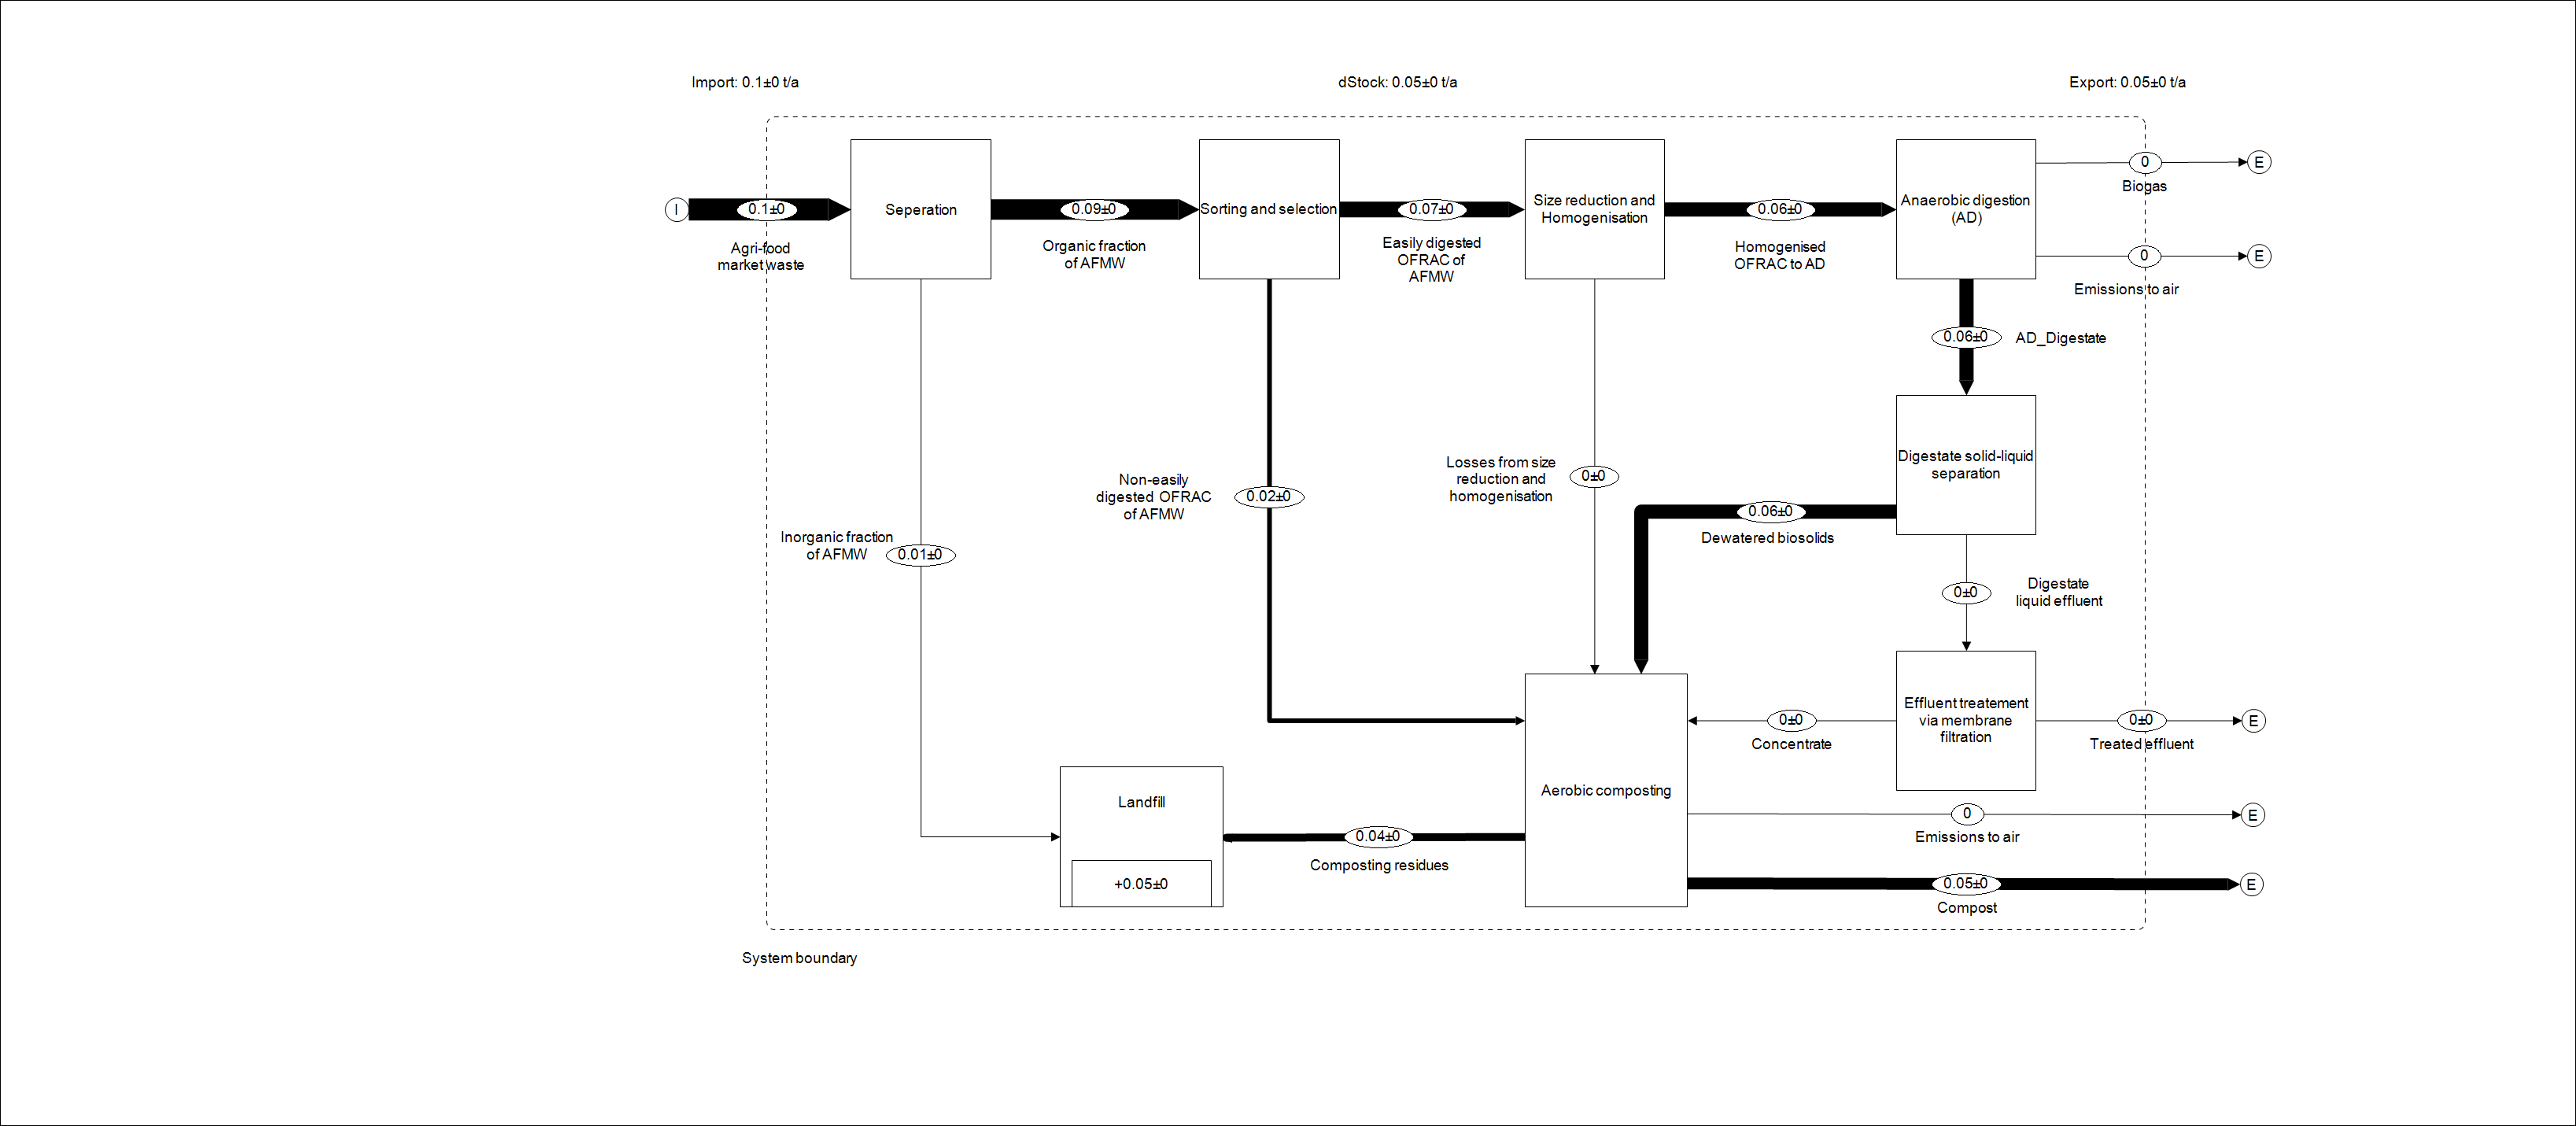 Import: 0.1±0 t/a
dStock: 0.05±0 t/a
Export: 0.05±0 t/a
I
0.1±0
Agri-food
market waste
Seperation
0.09±0
Organic fraction
of AFMW
Sorting and selection
0.07±0
Easily digested
OFRAC of
AFMW
Size reduction and
Homogenisation
0.06±0
Homogenised
OFRAC to AD
Anaerobic digestion
(AD)
0
E
Biogas
0
E
Emissions to air
0.06±0
AD_Digestate
Digestate solid-liquid
separation
Losses from size
reduction and
homogenisation
0±0
Non-easily
digested OFRAC
of AFMW
0.02±0
0.06±0
Dewatered biosolids
Inorganic fraction
of AFMW
0.01±0
0±0
Digestate
liquid effluent
Effluent treatement
via membrane
filtration
0±0
Concentrate
0±0
E
Treated effluent
Aerobic composting
Landfill
+0.05±0
0.04±0
Composting residues
0
E
Emissions to air
0.05±0
E
Compost
System boundary